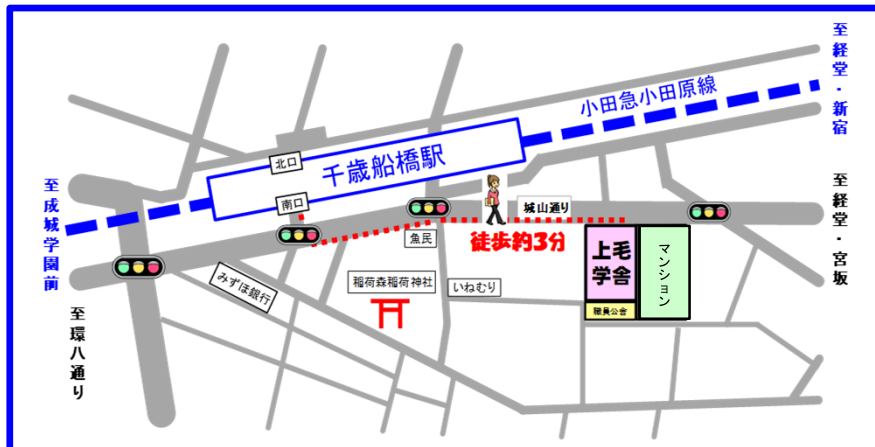 至経堂・新宿
小田急小田原線
千歳船橋駅
北口
南口
至成城学園前
城山通り
至経堂・宮坂
魚民
徒歩約3分
上毛
学舎
マンション
みずほ銀行
稲荷森稲荷神社
いねむり
職員公舎
至環八通り